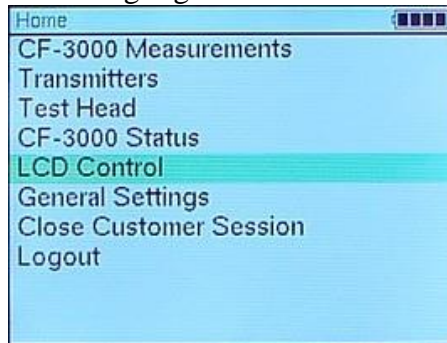 Home
CF-3000 Measurements
Transmitters
Test Head
CF-3000 Status
LCD Control
General Settings
Close Customer Session
Logout